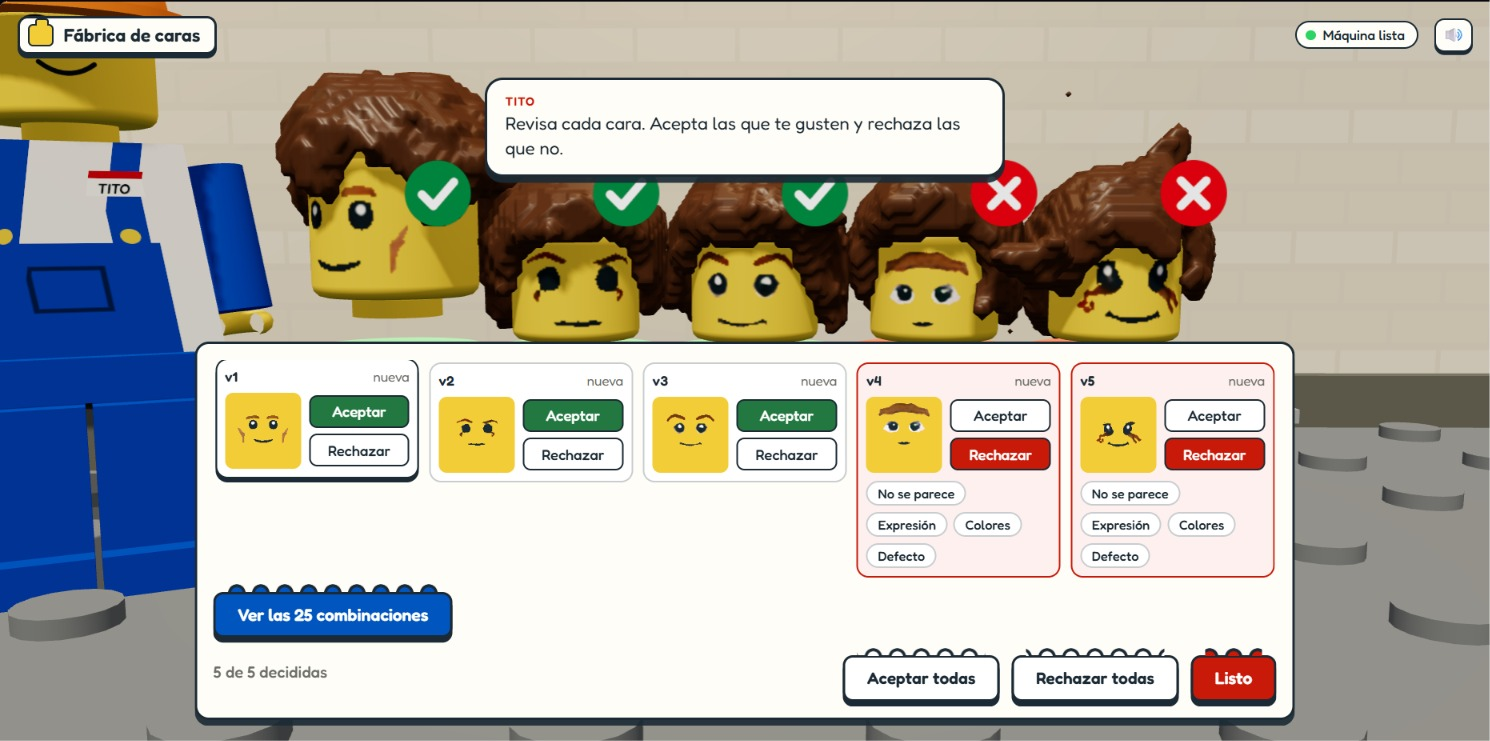 Fábrica de caras
Máquina lista
TITO
Revisa cada cara. Acepta las que te gusten y rechaza las
que no.
TITO
v1 nueva
Aceptar
Rechazar
v2 nueva
Aceptar
Rechazar
v3 nueva
Aceptar
Rechazar
v4 nueva
Aceptar
Rechazar
No se parece
Expresión Colores
Defecto
v5 nueva
Aceptar
Rechazar
No se parece
Expresión Colores
Defecto
Ver las 25 combinaciones
5 de 5 decididas
Aceptar todas Rechazar todas Listo